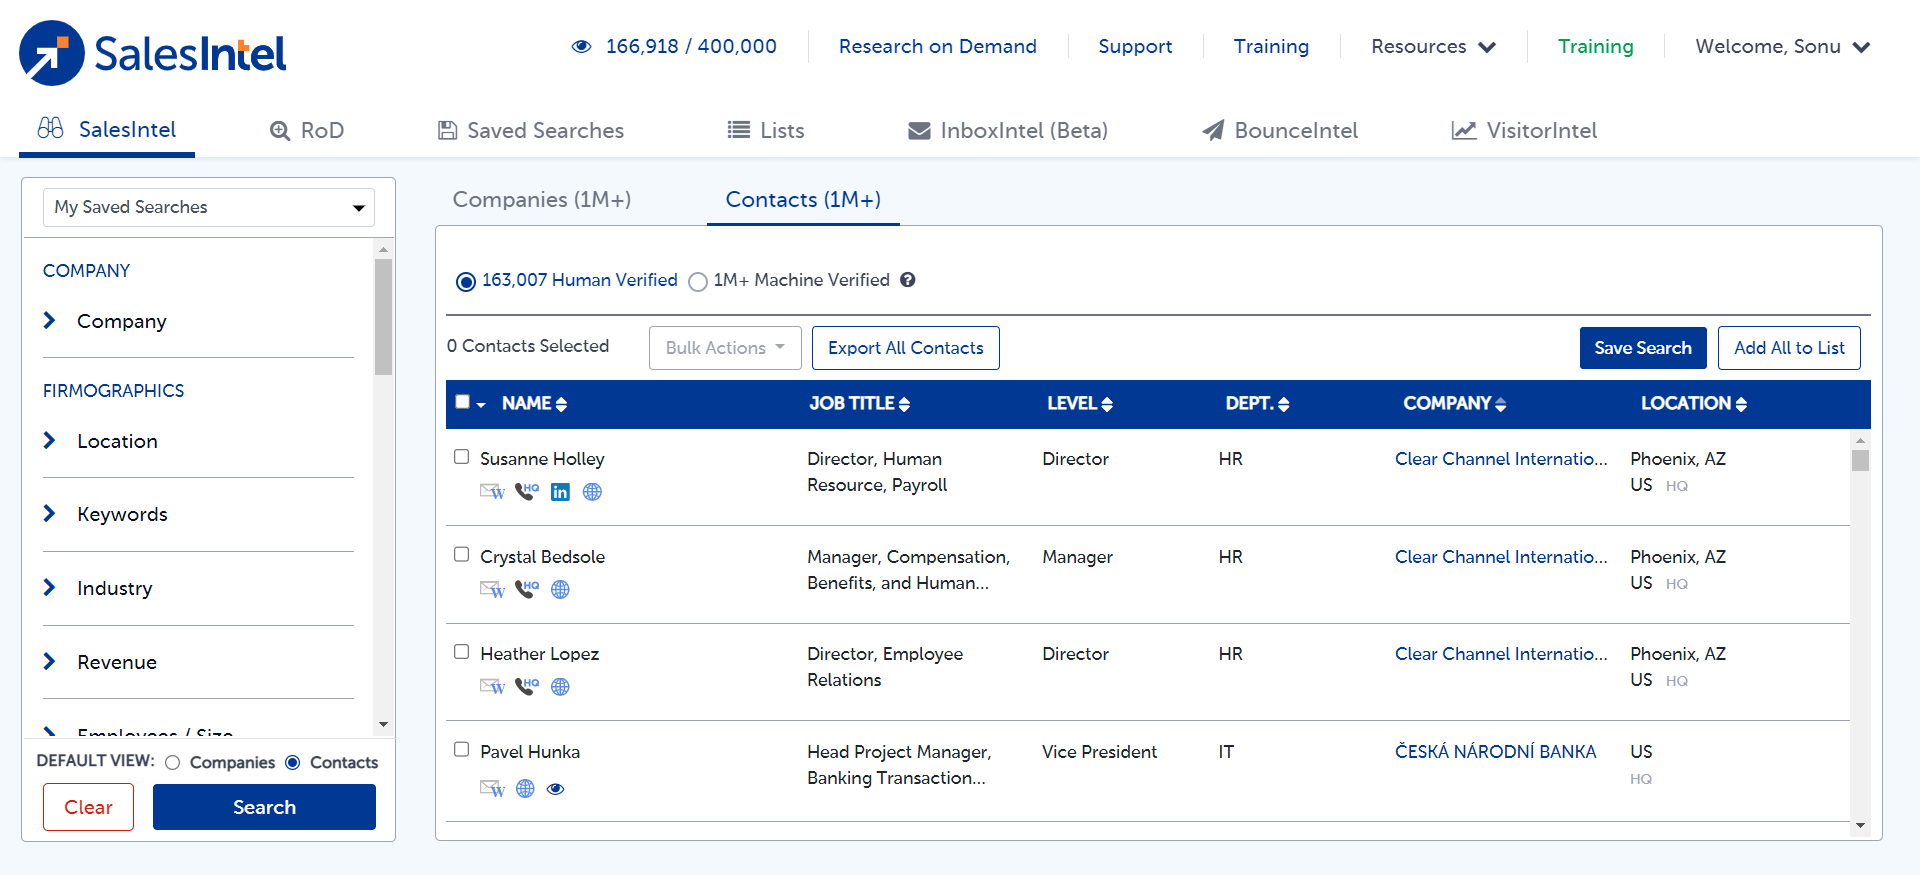 SalesIntel
166,918 / 400,000
Research on Demand
Support
Training
Resources
Training
Welcome, Sonu
SalesIntel
RoD
Saved Searches
Lists
InboxIntel (Beta)
BounceIntel
VisitorIntel
My Saved Searches
COMPANY
Company
FIRMOGRAPHICS
Location
Keywords
Industry
Revenue
Employees / Size
DEFAULT VIEW: Companies Contacts
Clear
Search
Companies (1M+)
Contacts (1M+)
163,007 Human Verified
1M+ Machine Verified ?
0 Contacts Selected
Bulk Actions
Export All Contacts
Save Search
Add All to List
NAME JOB TITLE LEVEL DEPT. COMPANY LOCATION
Susanne Holley
W HQ in
Director, Human
Resource, Payroll
Director
HR
Clear Channel Internatio...
Phoenix, AZ
US HQ
Crystal Bedsole
W HQ
Manager, Compensation,
Benefits, and Human...
Manager
HR
Clear Channel Internatio...
Phoenix, AZ
US HQ
Heather Lopez
W HQ
Director, Employee
Relations
Director
HR
Clear Channel Internatio...
Phoenix, AZ
US HQ
Pavel Hunka
W
Head Project Manager,
Banking Transaction...
Vice President
IT
ČESKÁ NÁRODNÍ BANKA
US
HQ